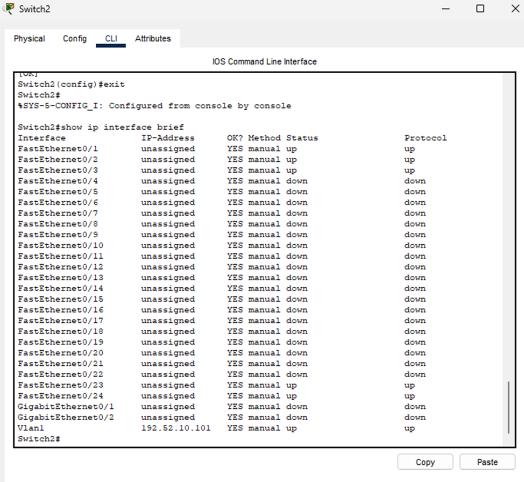 Switch2
Physical Config CLI Attributes
IOS Command Line Interface
[OK]
Switch2(config)#exit
Switch2#
%SYS-5-CONFIG_I: Configured from console by console
Switch2#show ip interface brief
Interface IP-Address OK? Method Status Protocol
FastEthernet0/1 unassigned YES manual up up
FastEthernet0/2 unassigned YES manual up up
FastEthernet0/3 unassigned YES manual up up
FastEthernet0/4 unassigned YES manual down down
FastEthernet0/5 unassigned YES manual down down
FastEthernet0/6 unassigned YES manual down down
FastEthernet0/7 unassigned YES manual down down
FastEthernet0/8 unassigned YES manual down down
FastEthernet0/9 unassigned YES manual down down
FastEthernet0/10 unassigned YES manual down down
FastEthernet0/11 unassigned YES manual down down
FastEthernet0/12 unassigned YES manual down down
FastEthernet0/13 unassigned YES manual down down
FastEthernet0/14 unassigned YES manual down down
FastEthernet0/15 unassigned YES manual down down
FastEthernet0/16 unassigned YES manual down down
FastEthernet0/17 unassigned YES manual down down
FastEthernet0/18 unassigned YES manual down down
FastEthernet0/19 unassigned YES manual down down
FastEthernet0/20 unassigned YES manual down down
FastEthernet0/21 unassigned YES manual down down
FastEthernet0/22 unassigned YES manual down down
FastEthernet0/23 unassigned YES manual up up
FastEthernet0/24 unassigned YES manual up up
GigabitEthernet0/1 unassigned YES manual down down
GigabitEthernet0/2 unassigned YES manual down down
Vlan1 192.52.10.101 YES manual up up
Switch2#
Copy Paste